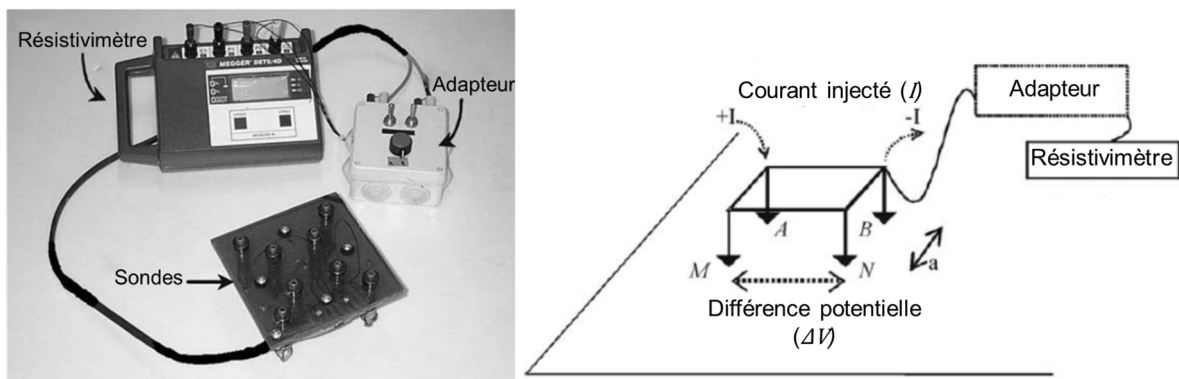 Résistivimètre
MEGGER DET5/4D
Adapteur
Sondes
Courant injecté (I)
+I
-I
Adapteur
Résistivimètre
A
B
M
N
a
Différence potentielle
(ΔV)